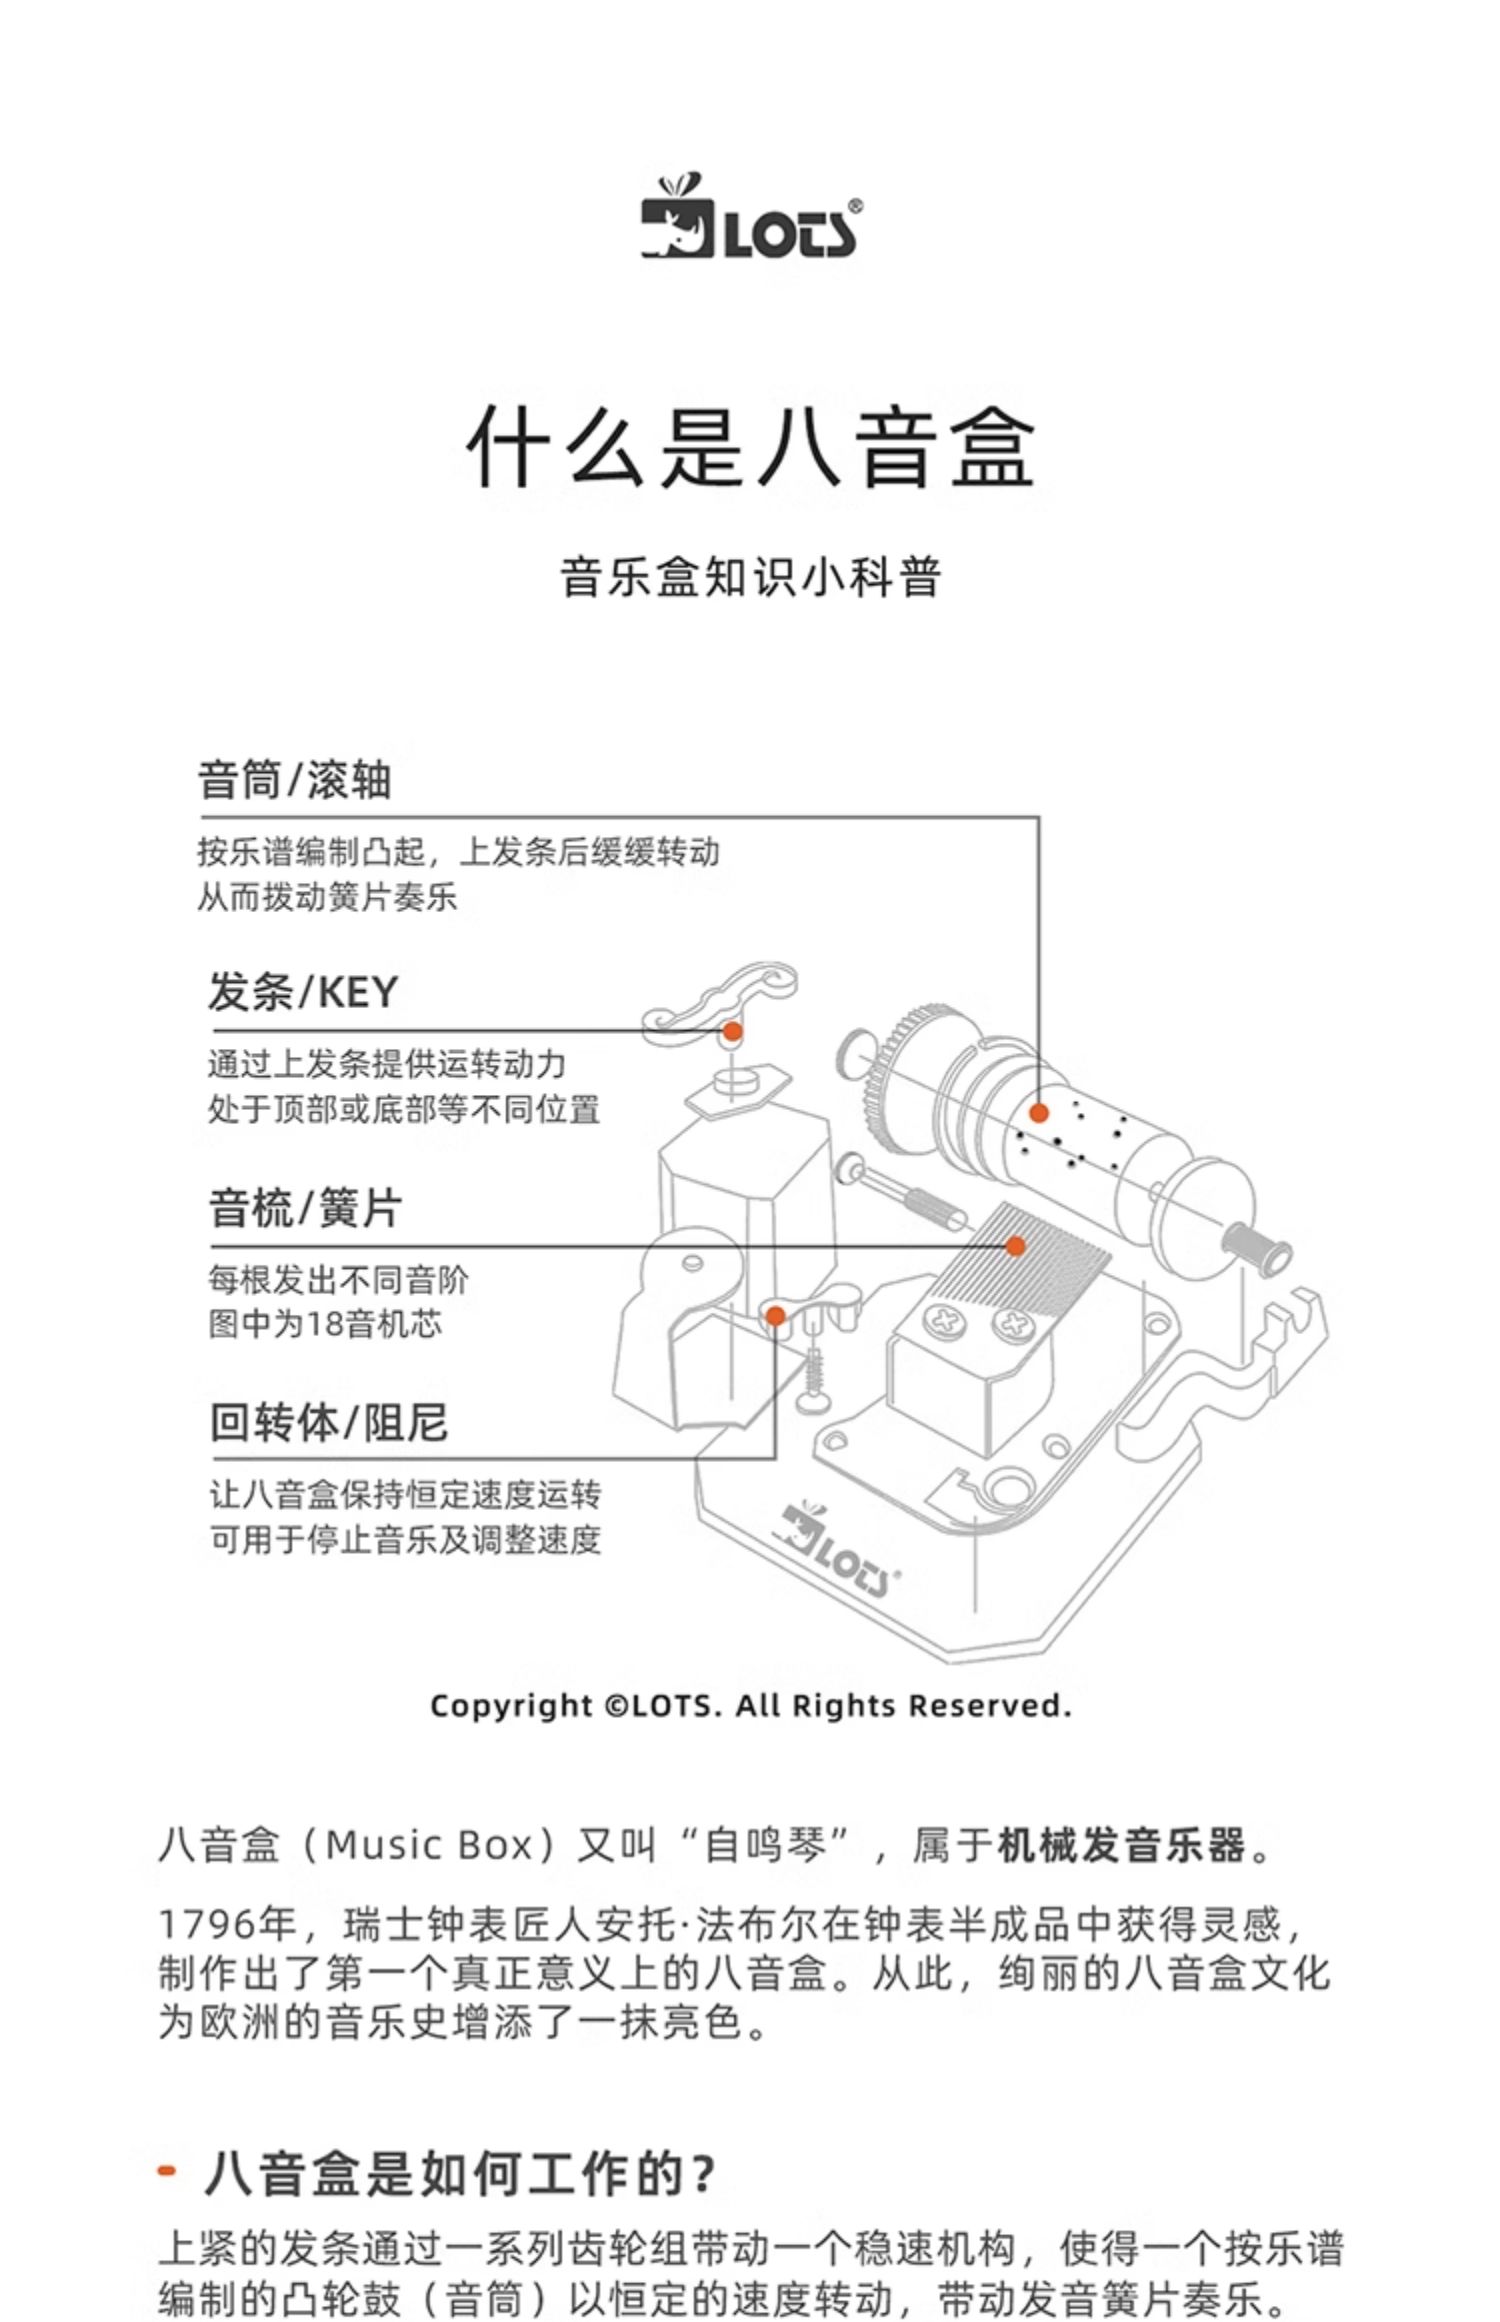 LOTS®
什么是八音盒
音乐盒知识小科普
音筒/滚轴
按乐谱编制凸起，上发条后缓缓转动
从而拨动簧片奏乐
发条/KEY
通过上发条提供运转动力
处于顶部或底部等不同位置
音梳/簧片
每根发出不同音阶
图中为18音机芯
回转体/阻尼
让八音盒保持恒定速度运转
可用于停止音乐及调整速度
LOTS®
Copyright ©LOTS. All Rights Reserved.
八音盒（Music Box）又叫“自鸣琴”，属于机械发音乐器。
1796年，瑞士钟表匠人安托·法布尔在钟表半成品中获得灵感，
制作出了第一个真正意义上的八音盒。从此，绚丽的八音盒文化
为欧洲的音乐史增添了一抹亮色。
- 八音盒是如何工作的？
上紧的发条通过一系列齿轮组带动一个稳速机构，使得一个按乐谱
编制的凸轮鼓（音筒）以恒定的速度转动，带动发音簧片奏乐。